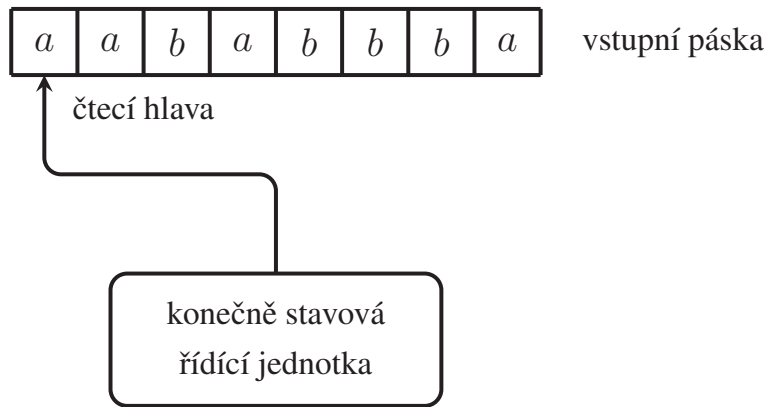 a a b a b b b a vstupní páska
čtecí hlava
konečně stavová
řídící jednotka